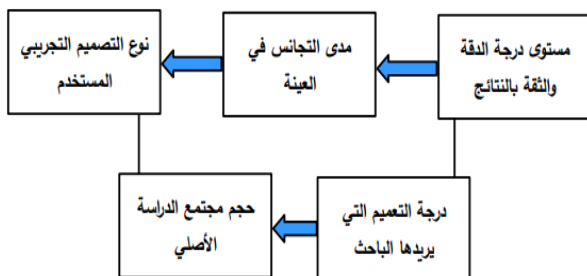 مستوى درجة الدقة
والثقة بالنتائج
مدى التجانس في
العينة
نوع التصميم التجريبي
المستخدم
درجة التعميم التي
يريدها الباحث
حجم مجتمع الدراسة
الأصلي